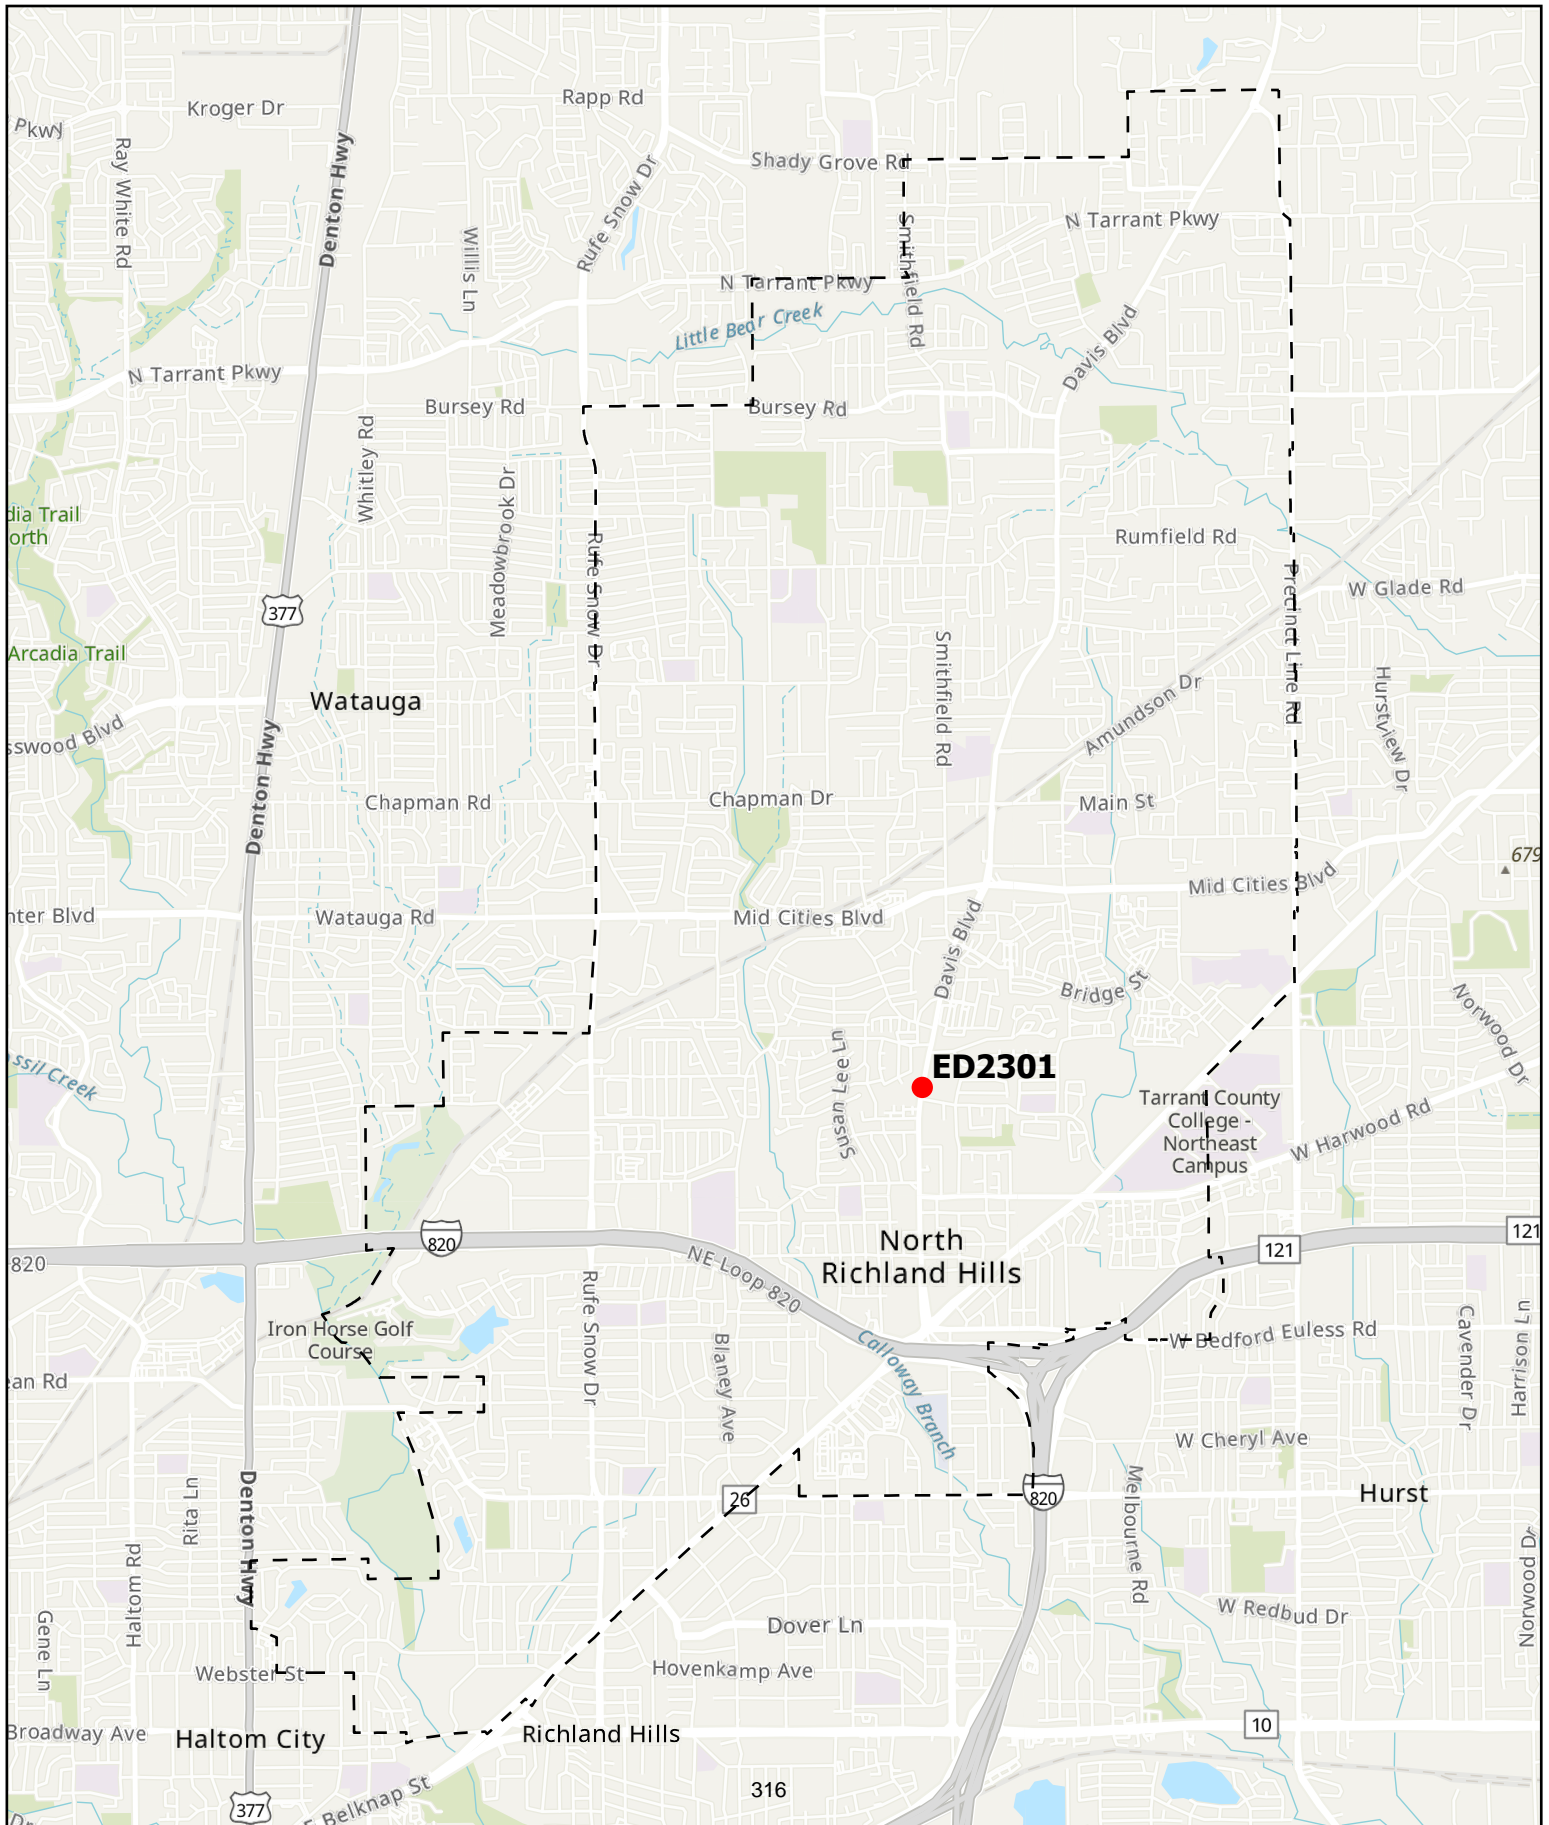 Rapp Rd
Kroger Dr
Pkwy
Ray White Rd
Denton Hwy
Shady Grove Rd
Rufe Snow Dr
Willis Ln
Smithfield Rd
N Tarrant Pkwy
N Tarrant Pkwy
Little Bear Creek
Davis Blvd
N Tarrant Pkwy
Bursey Rd
Bursey Rd
Whitley Rd
Meadowbrook Dr
dia Trail
orth
Rumfield Rd
Rufe Snow Dr
Precinct Line Rd
W Glade Rd
377
Arcadia Trail
Watauga
Smithfield Rd
Amundson Dr
Hurstview Dr
sswood Blvd
Denton Hwy
Chapman Rd
Chapman Dr
Main St
679
Mid Cities Blvd
nter Blvd
Watauga Rd
Mid Cities Blvd
Davis Blvd
Bridge St
Norwood Dr
ssil Creek
Susan Lee Ln
ED2301
Tarrant County
College -
Northeast
Campus
W Harwood Rd
820
820
North
Richland Hills
NE Loop 820
121
121
Iron Horse Golf
Course
Rufe Snow Dr
Blaney Ave
Calloway Branch
W Bedford Euless Rd
Cavender Dr
Harrison Ln
ean Rd
W Cheryl Ave
Denton Hwy
Rita Ln
26
820
Melbourne Rd
Hurst
Haltom Rd
Norwood Dr
Gene Ln
W Redbud Dr
Dover Ln
Webster St
Hovenkamp Ave
Broadway Ave
Haltom City
Richland Hills
10
316
377
E Belknap St
Dr